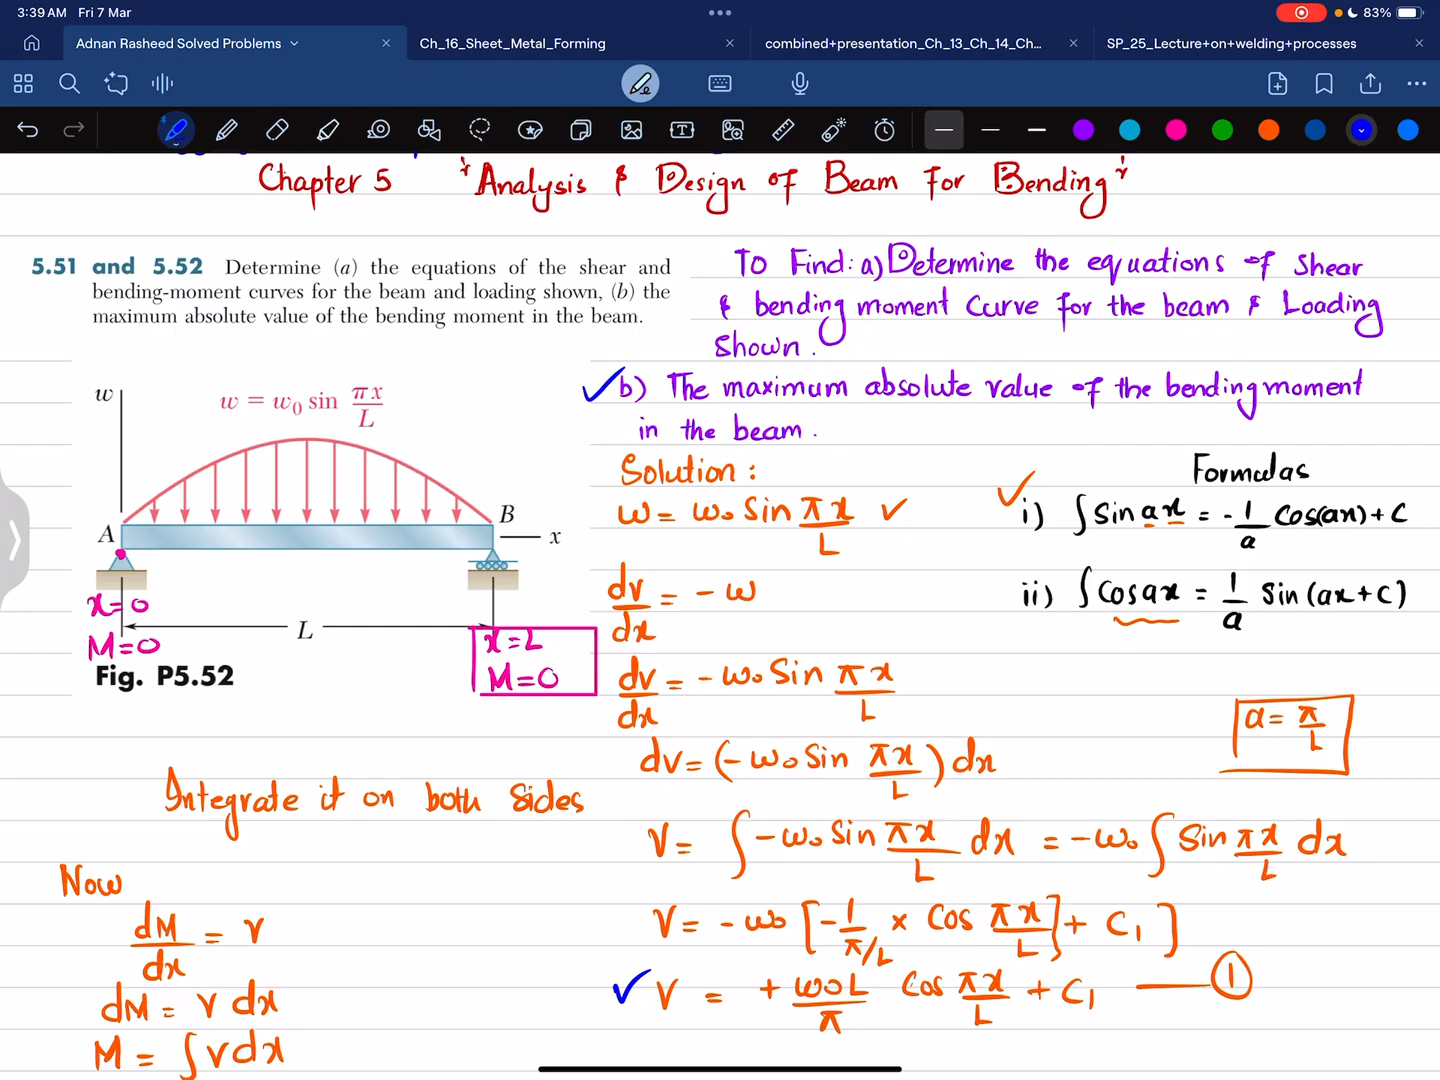 3:39 AM Fri 7 Mar
83%
Adnan Rasheed Solved Problems
Ch_16_Sheet_Metal_Forming
combined+presentation_Ch_13_Ch_14_Ch...
SP_25_Lecture+on+welding+processes
Chapter 5 "Analysis & Design of Beam For Bending"
5.51 and 5.52 Determine (a) the equations of the shear and
bending-moment curves for the beam and loading shown, (b) the
maximum absolute value of the bending moment in the beam.
To Find: a) Determine the equations of Shear
& bending moment Curve for the beam & Loading
Shown.
b) The maximum absolute value of the bending moment
in the beam.
w
w = w₀ sin πx/L
A
B
x
L
x=0
M=0
x=L
M=0
Fig. P5.52
Solution:
w = w₀ Sin πx/L ✓
dv/dx = - w
dv/dx = - w₀ Sin πx/L
dv = (- w₀ Sin πx/L) dx
Formulas
i) ∫ Sin ax = - 1/a Cos(ax) + C
ii) ∫ Cos ax = 1/a Sin (ax+c)
a = π/L
Integrate it on both Sides
V = ∫ -w₀ Sin πx/L dx = -w₀ ∫ Sin πx/L dx
V = - w₀ [- 1/π/L × Cos πx/L] + C₁ ]
V = + w₀L/π Cos πx/L + C₁ —— ①
Now
dM/dx = V
dM = V dx
M = ∫ V dx